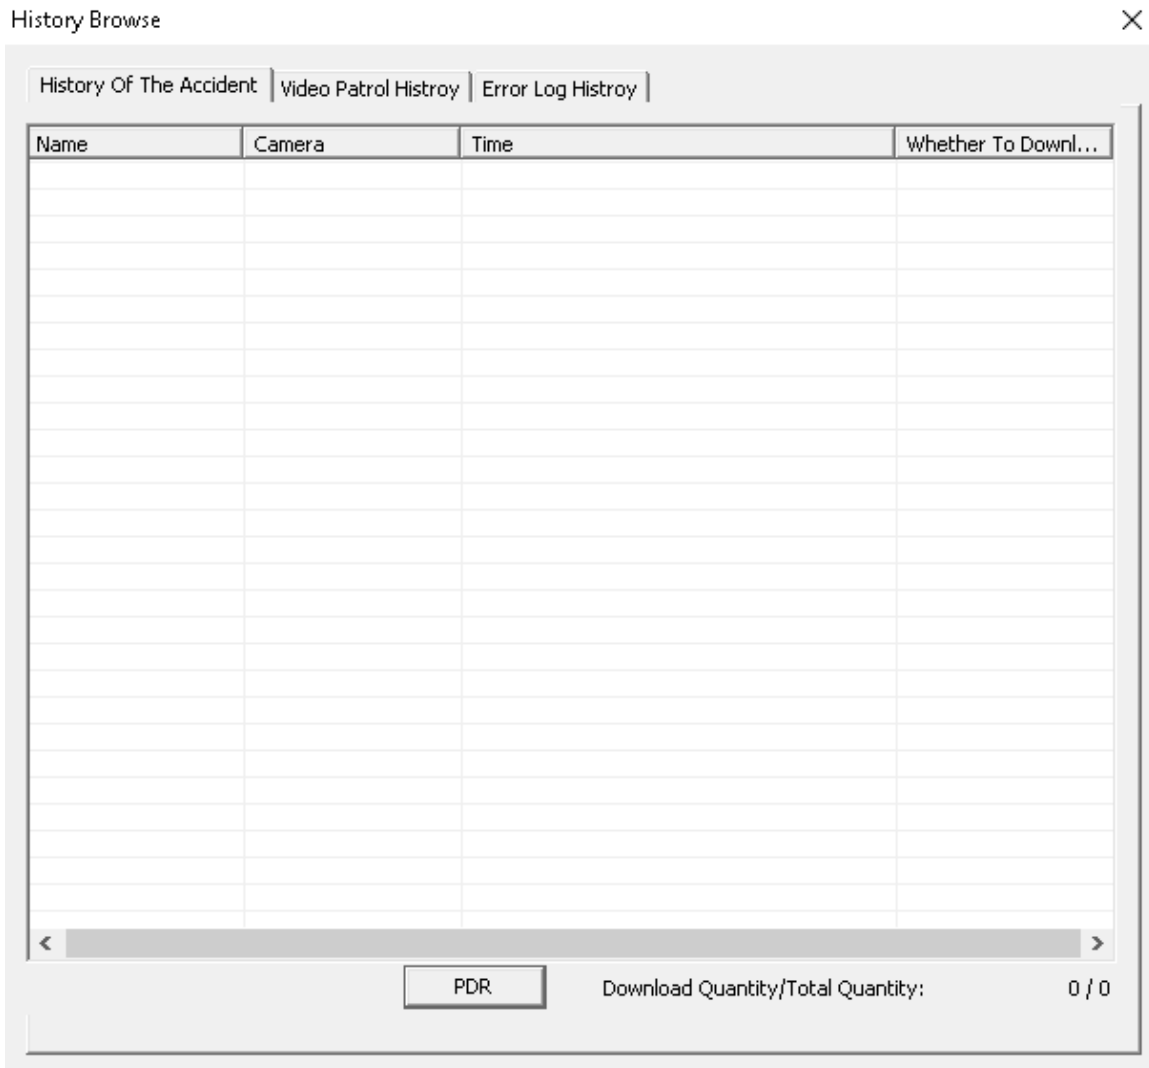 History Browse
History Of The Accident Video Patrol Histroy Error Log Histroy
Name Camera Time Whether To Downl...
PDR Download Quantity/Total Quantity: 0 / 0